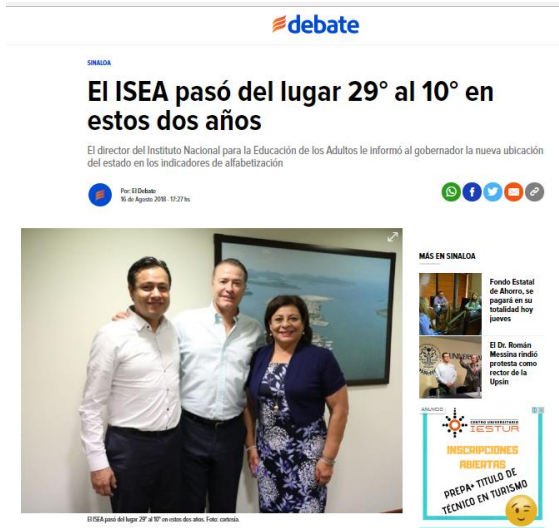 debate
SINALOA
El ISEA pasó del lugar 29° al 10° en
estos dos años
El director del Instituto Nacional para la Educación de los Adultos le informó al gobernador la nueva ubicación
del estado en los indicadores de alfabetización
Por: El Debate
16 de Agosto 2018 - 17:27 hs
MÁS EN SINALOA
Fondo Estatal
de Ahorro, se
pagará en su
totalidad hoy
jueves
El Dr. Román
Messina rindió
protesta como
rector de la
Upsin
ANUNCIO
CENTRO UNIVERSITARIO
IESTUR
INSCRIPCIONES
ABIERTAS
PREPA+ TITULO DE
TÉCNICO EN TURISMO
El ISEA pasó del lugar 29° al 10° en estos dos años. Foto: cortesía.